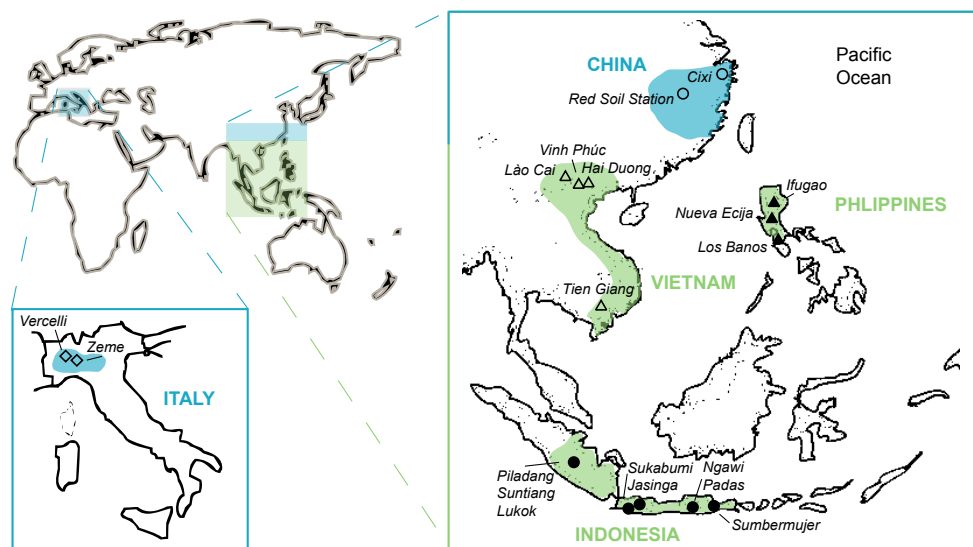 Pacific
Ocean
CHINA
Cixi
Red Soil Station
Vinh Phúc
Lào Cai
Hai Duong
Ifugao
Nueva Ecija
PHLIPPINES
Los Banos
VIETNAM
Tien Giang
Vercelli
Zeme
ITALY
Piladang
Suntiang
Lukok
Sukabumi
Jasinga
Ngawi
Padas
Sumbermujer
INDONESIA